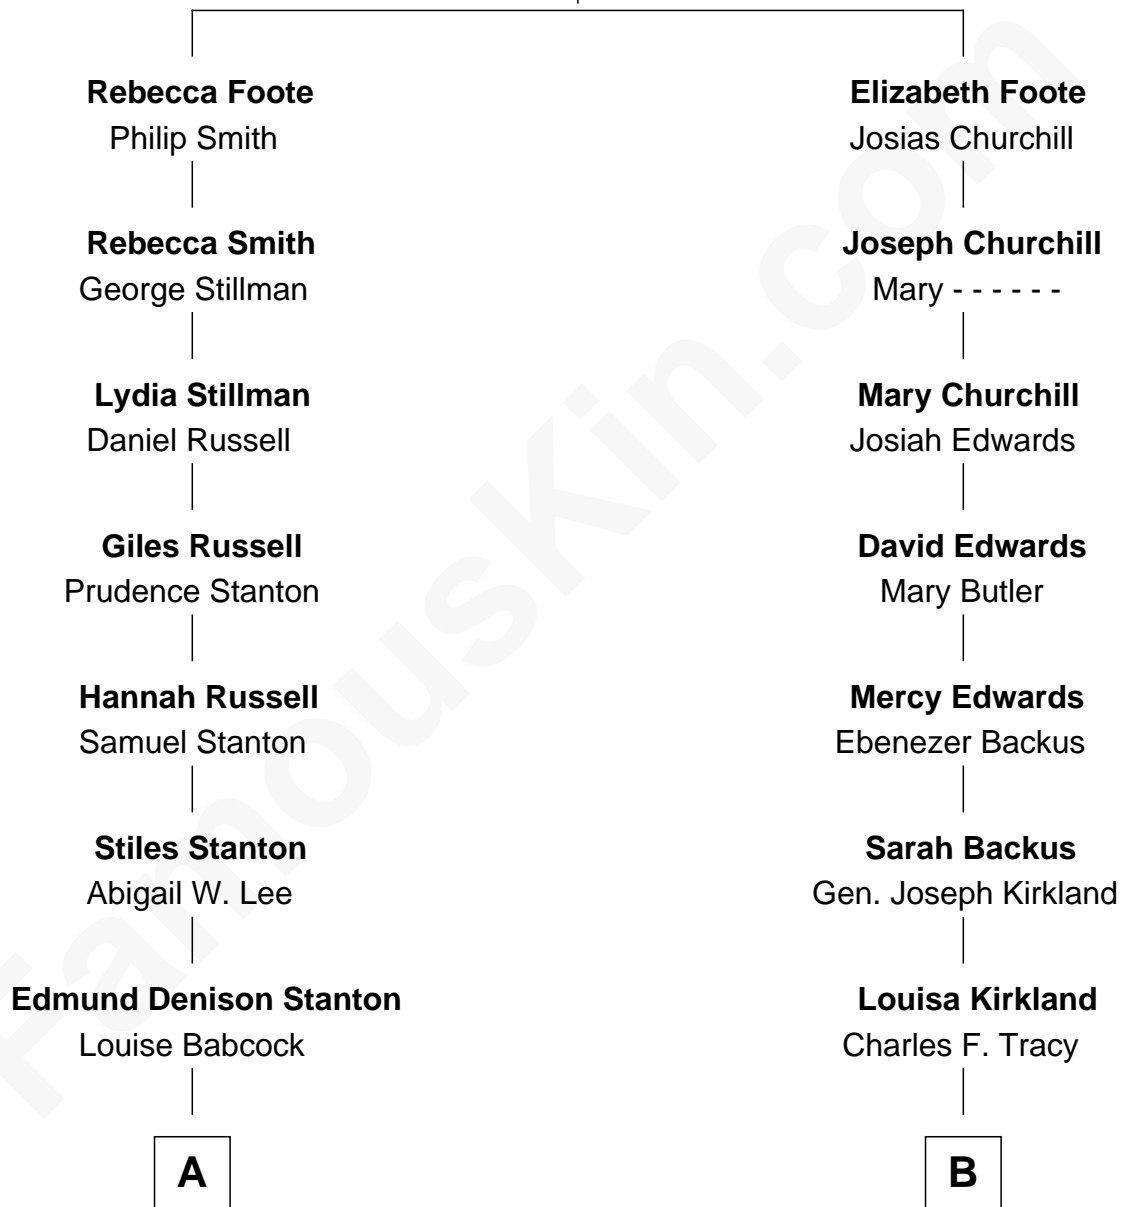 Rebecca Foote
Philip Smith
Rebecca Smith
George Stillman
Lydia Stillman
Daniel Russell
Giles Russell
Prudence Stanton
Hannah Russell
Samuel Stanton
Stiles Stanton
Abigail W. Lee
Edmund Denison Stanton
Louise Babcock
A
Elizabeth Foote
Josias Churchill
Joseph Churchill
Mary - - - - - -
Mary Churchill
Josiah Edwards
David Edwards
Mary Butler
Mercy Edwards
Ebenezer Backus
Sarah Backus
Gen. Joseph Kirkland
Louisa Kirkland
Charles F. Tracy
B
FamousKin.com